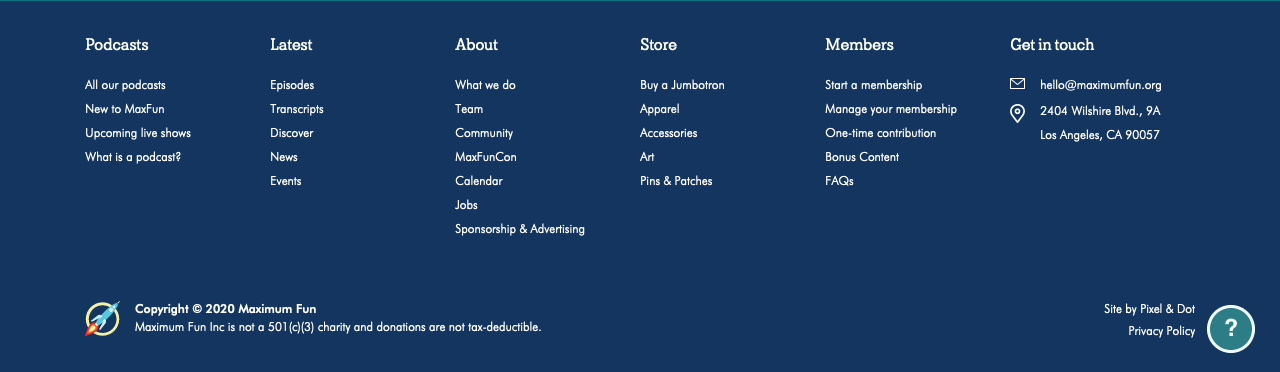 Podcasts
All our podcasts
New to MaxFun
Upcoming live shows
What is a podcast?
Latest
Episodes
Transcripts
Discover
News
Events
About
What we do
Team
Community
MaxFunCon
Calendar
Jobs
Sponsorship & Advertising
Store
Buy a Jumbotron
Apparel
Accessories
Art
Pins & Patches
Members
Start a membership
Manage your membership
One-time contribution
Bonus Content
FAQs
Get in touch
hello@maximumfun.org
2404 Wilshire Blvd., 9A
Los Angeles, CA 90057
Copyright © 2020 Maximum Fun
Maximum Fun Inc is not a 501(c)(3) charity and donations are not tax-deductible.
Site by Pixel & Dot
Privacy Policy
?